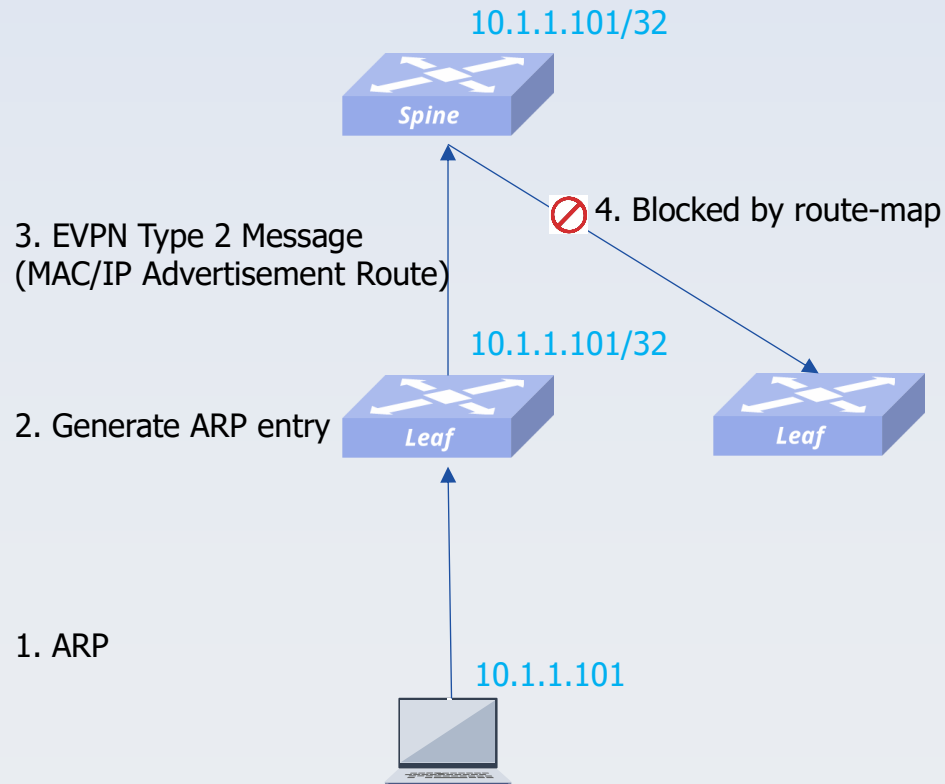 10.1.1.101/32
Spine
4. Blocked by route-map
3. EVPN Type 2 Message
(MAC/IP Advertisement Route)
10.1.1.101/32
2. Generate ARP entry
Leaf
Leaf
1. ARP
10.1.1.101